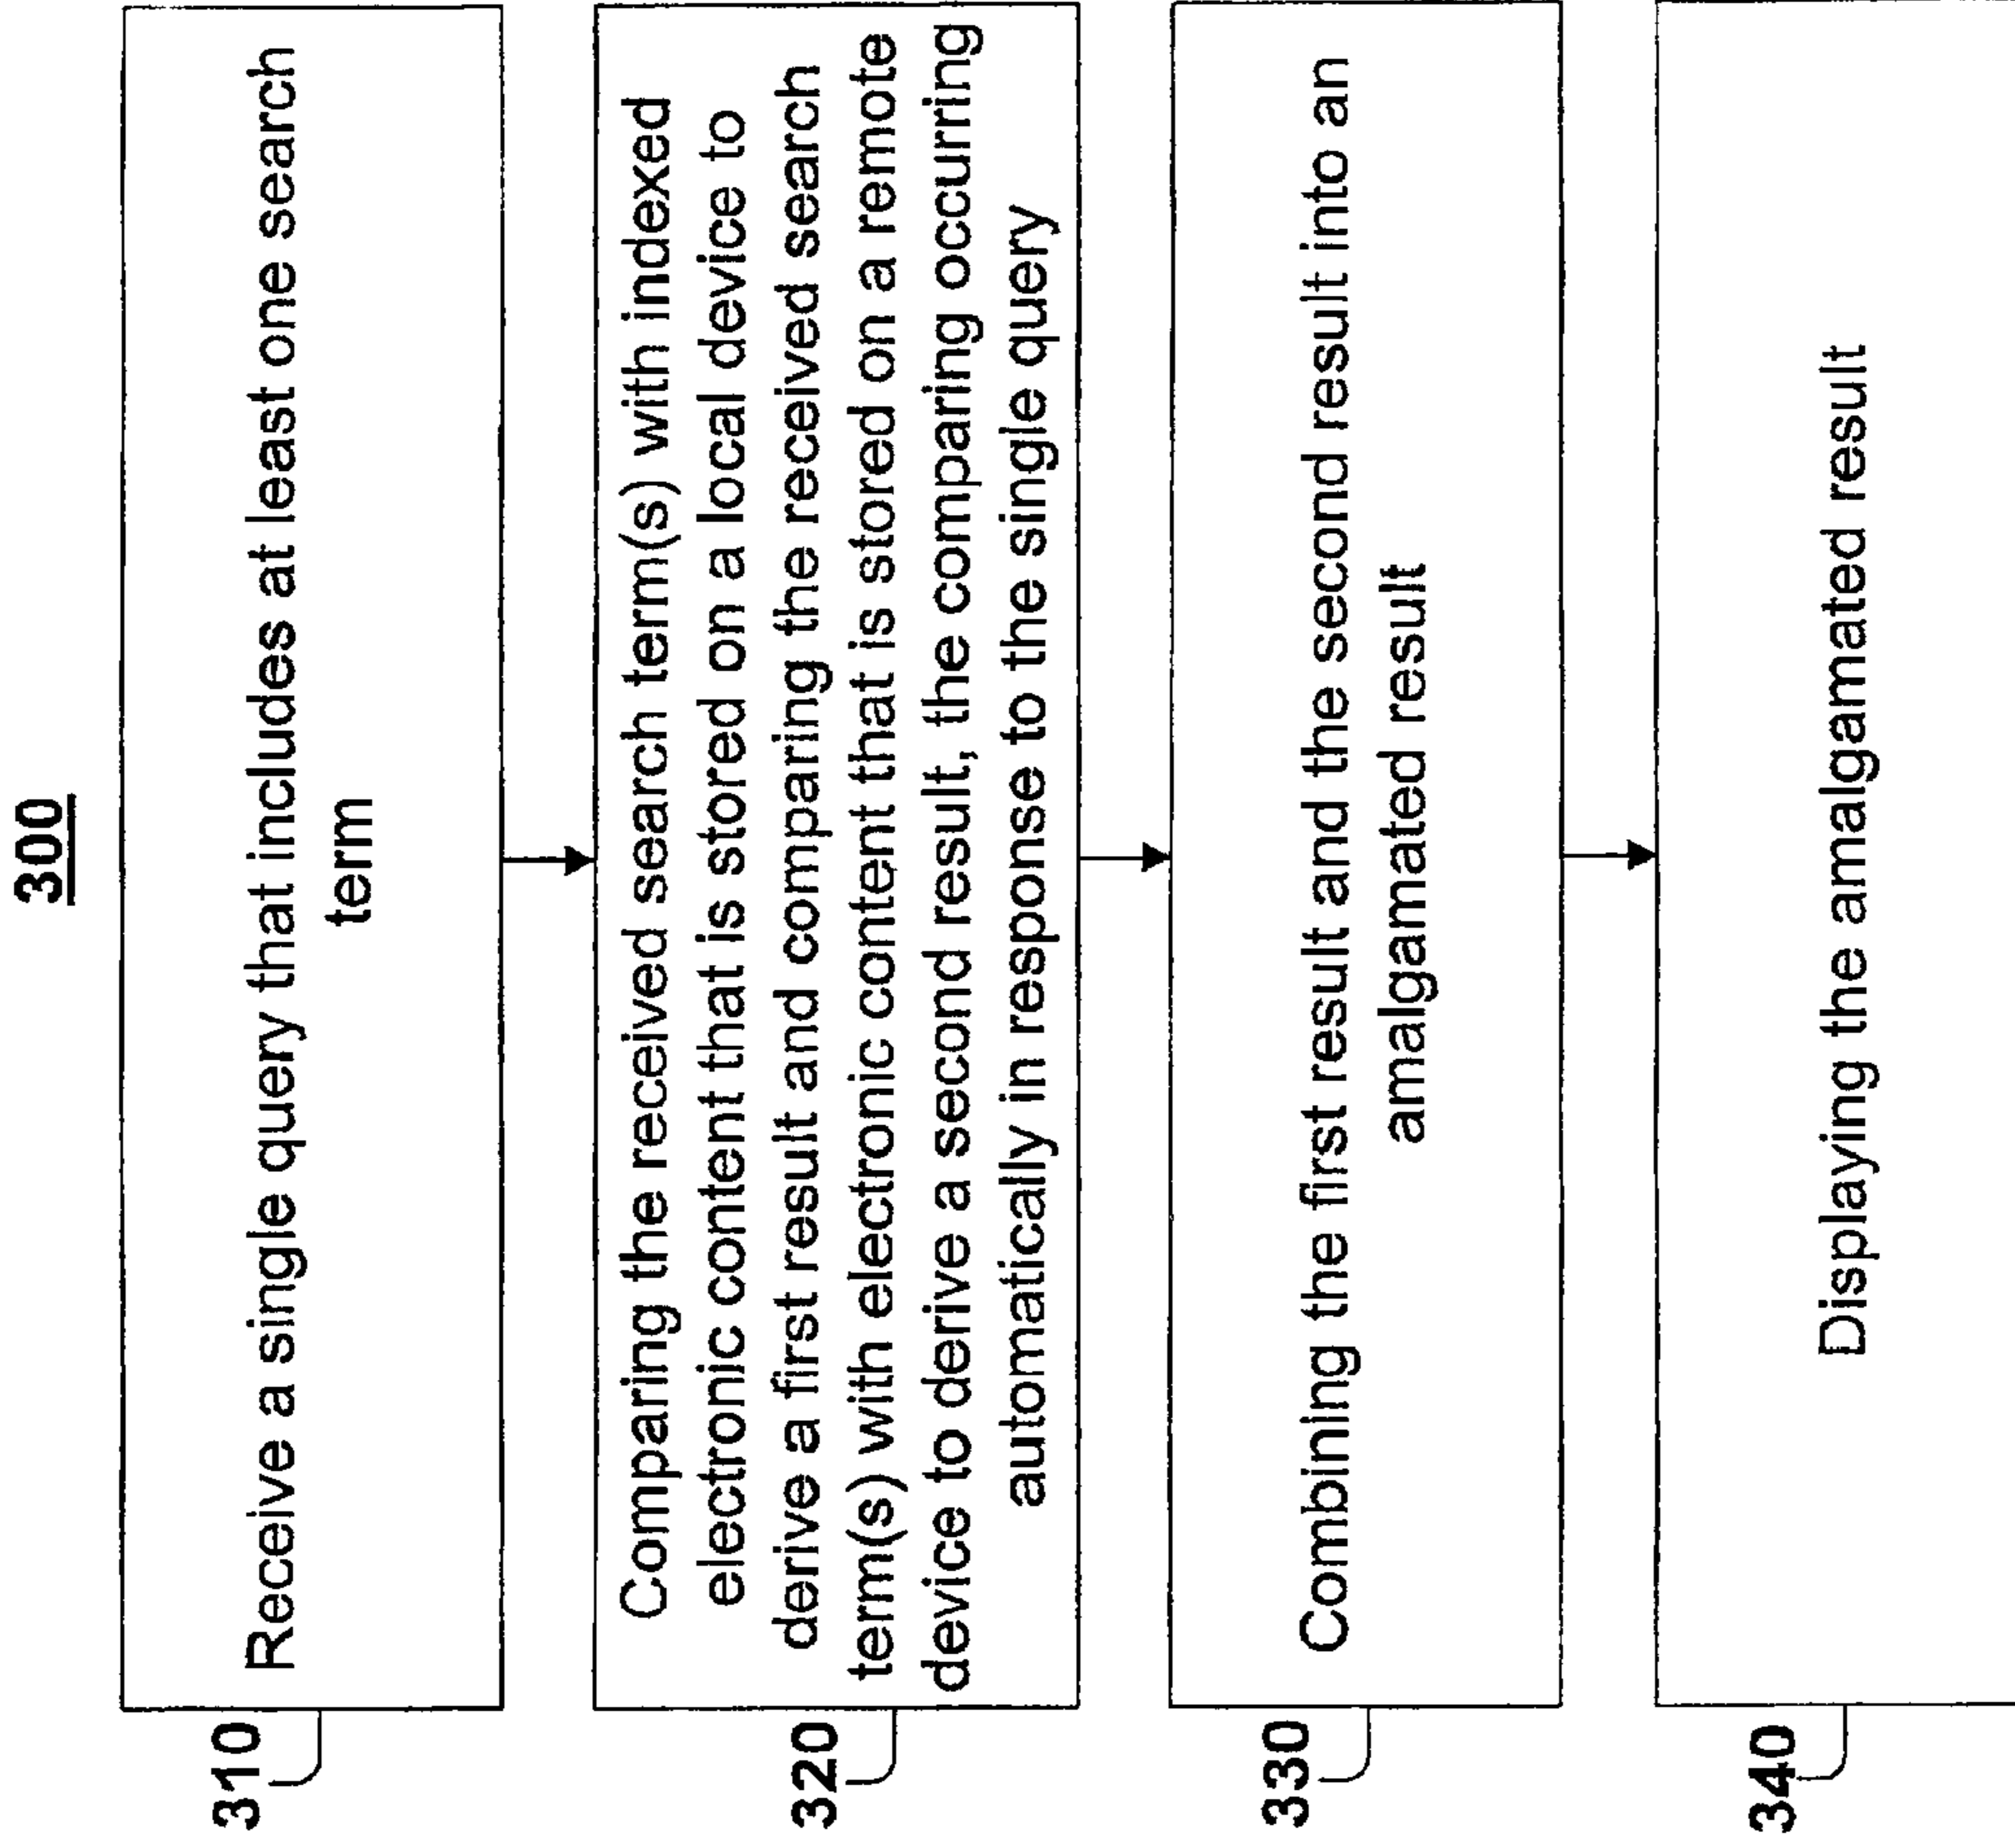 300
310
Receive a single query that includes at least one search
term
320
Comparing the received search term(s) with indexed
electronic content that is stored on a local device to
derive a first result and comparing the received search
term(s) with electronic content that is stored on a remote
device to derive a second result, the comparing occurring
automatically in response to the single query
330
Combining the first result and the second result into an
amalgamated result
340
Displaying the amalgamated result